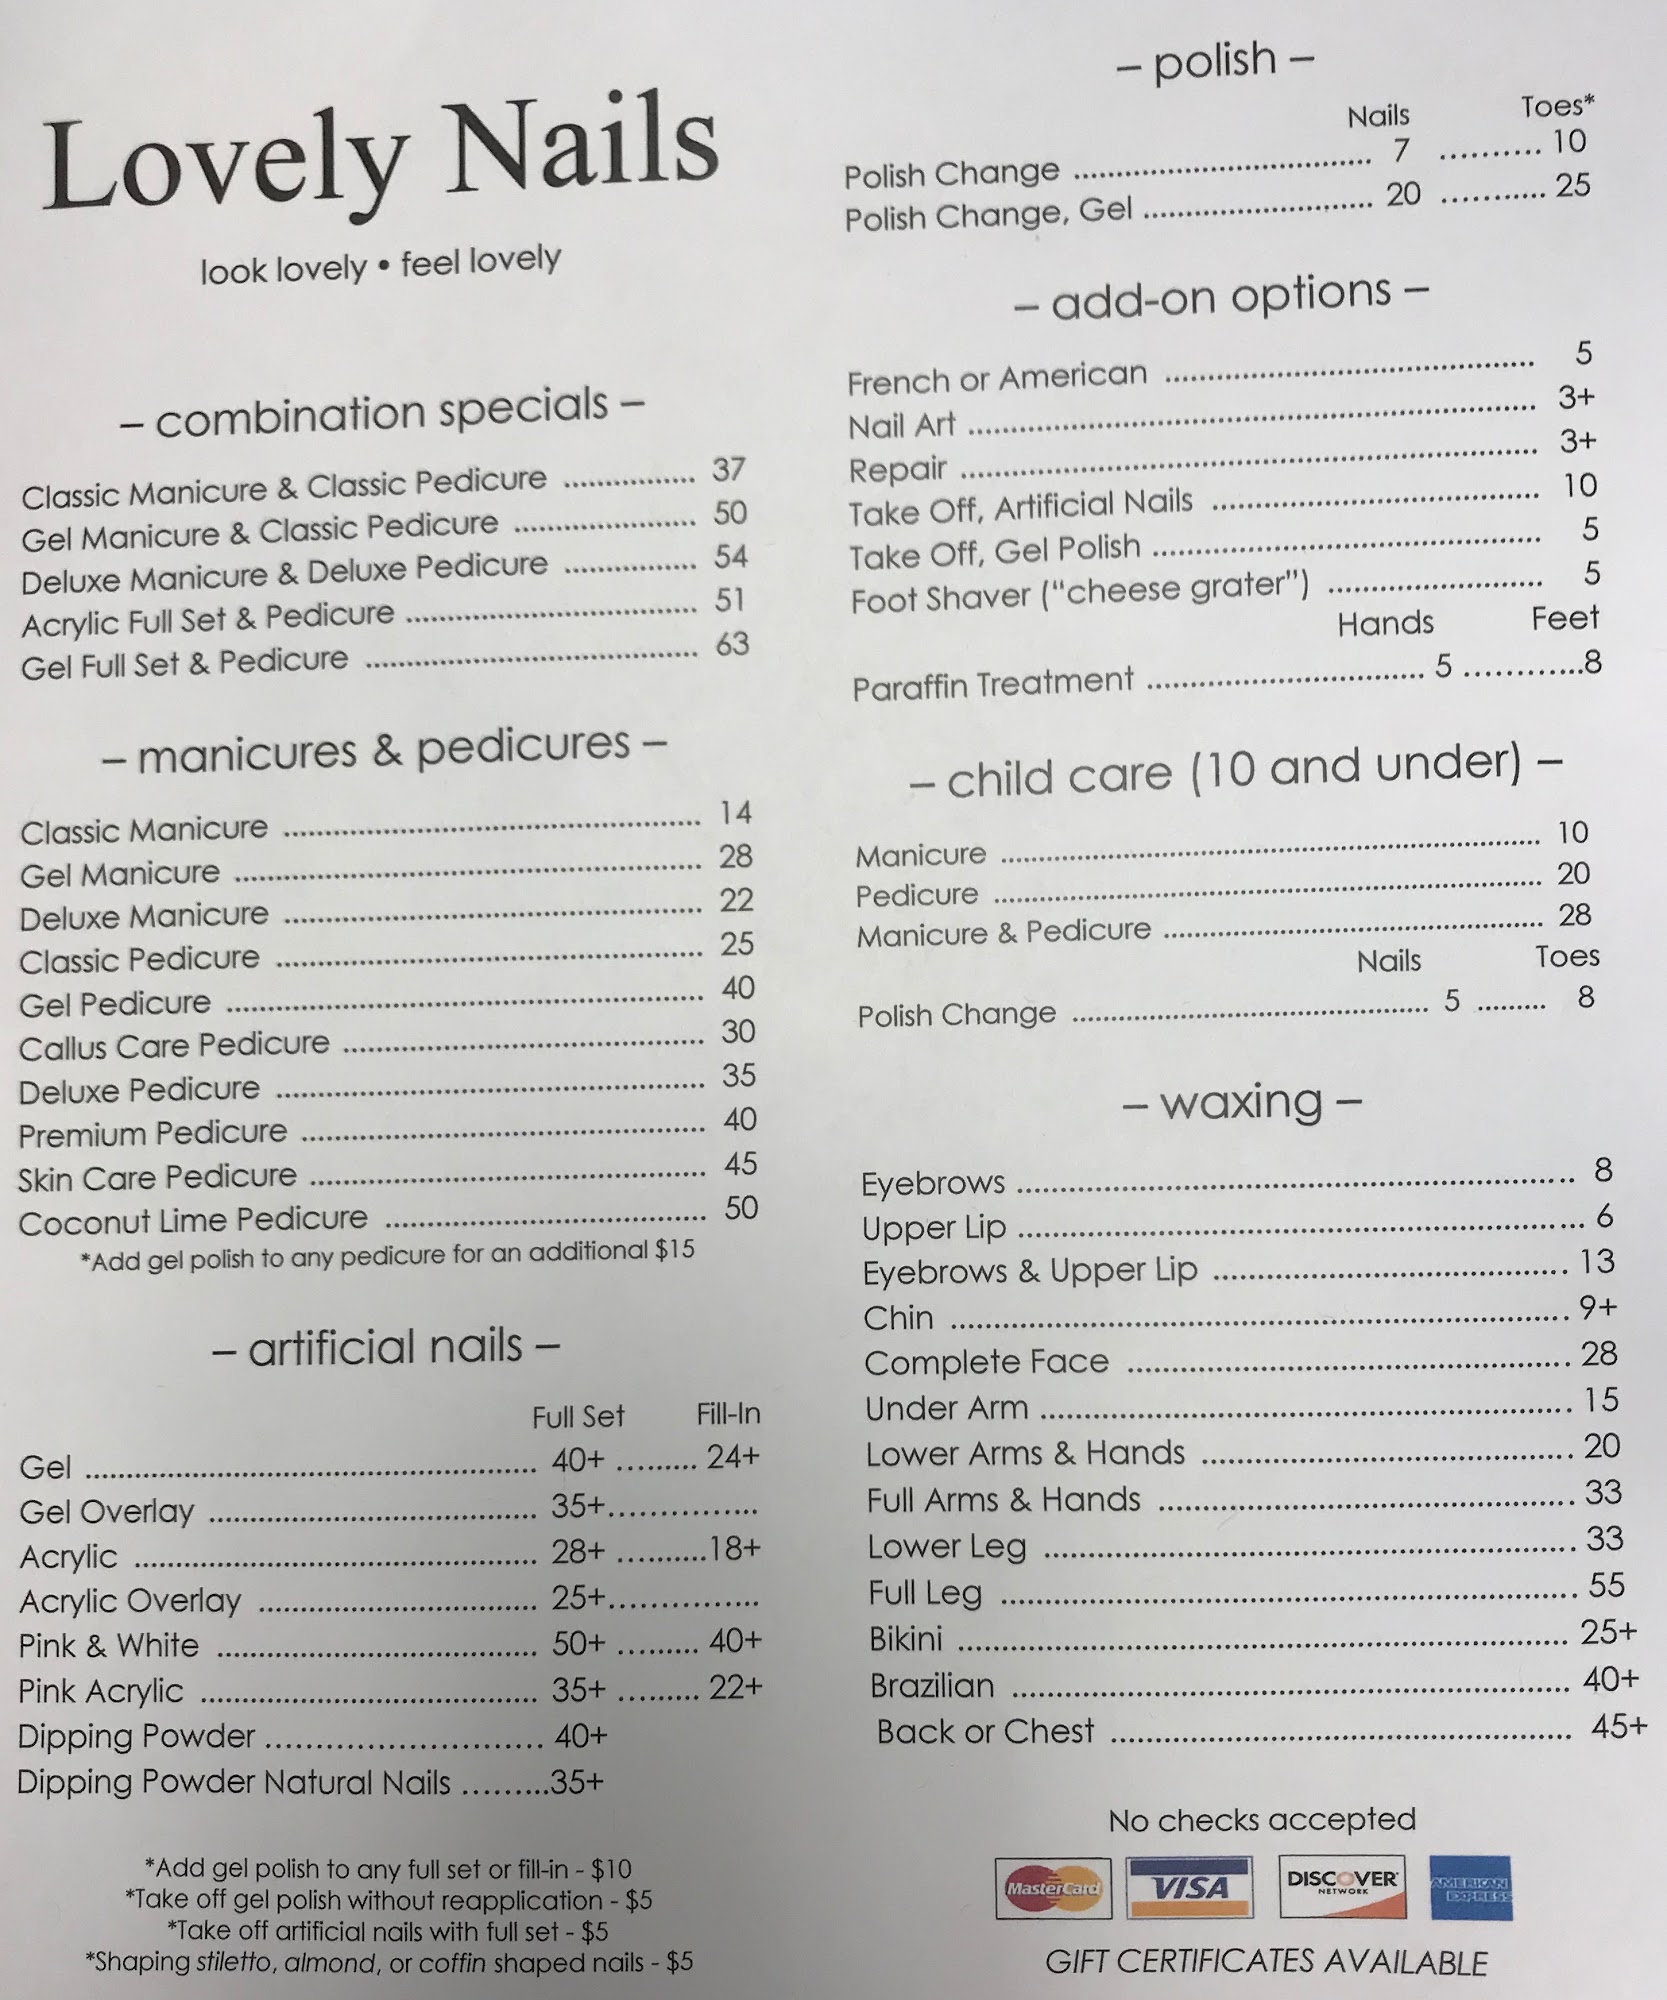 Lovely Nails
look lovely • feel lovely
– combination specials –
Classic Manicure & Classic Pedicure ................ 37
Gel Manicure & Classic Pedicure ...................... 50
Deluxe Manicure & Deluxe Pedicure ................ 54
Acrylic Full Set & Pedicure ................................... 51
Gel Full Set & Pedicure ........................................ 63
– manicures & pedicures –
Classic Manicure .................................................. 14
Gel Manicure ........................................................ 28
Deluxe Manicure .................................................. 22
Classic Pedicure ................................................... 25
Gel Pedicure ......................................................... 40
Callus Care Pedicure ........................................... 30
Deluxe Pedicure ................................................... 35
Premium Pedicure ................................................ 40
Skin Care Pedicure ............................................... 45
Coconut Lime Pedicure ...................................... 50
*Add gel polish to any pedicure for an additional $15
– artificial nails –
Full Set Fill-In
Gel ...................................................... 40+ ......... 24+
Gel Overlay ....................................... 35+...............
Acrylic ................................................ 28+ ..........18+
Acrylic Overlay ................................. 25+...............
Pink & White ...................................... 50+ ......... 40+
Pink Acrylic ........................................ 35+ ......... 22+
Dipping Powder ........................... 40+
Dipping Powder Natural Nails .........35+
*Add gel polish to any full set or fill-in - $10
*Take off gel polish without reapplication - $5
*Take off artificial nails with full set - $5
*Shaping stiletto, almond, or coffin shaped nails - $5
– polish –
Nails Toes*
Polish Change ................................... 7 .......... 10
Polish Change, Gel ........................... 20 .......... 25
– add-on options –
French or American ........................................... 5
Nail Art .................................................................. 3+
Repair ................................................................... 3+
Take Off, Artificial Nails ...................................... 10
Take Off, Gel Polish ............................................. 5
Foot Shaver (“cheese grater”) ......................... 5
Hands Feet
Paraffin Treatment ................................. 5 ............8
– child care (10 and under) –
Manicure ................................................................ 10
Pedicure ................................................................. 20
Manicure & Pedicure ............................................. 28
Nails Toes
Polish Change ........................................... 5 ......... 8
– waxing –
Eyebrows .................................................................. 8
Upper Lip .................................................................. 6
Eyebrows & Upper Lip .......................................... 13
Chin .......................................................................... 9+
Complete Face ..................................................... 28
Under Arm ............................................................... 15
Lower Arms & Hands ............................................ 20
Full Arms & Hands .................................................. 33
Lower Leg ................................................................ 33
Full Leg ..................................................................... 55
Bikini .......................................................................... 25+
Brazilian .................................................................... 40+
Back or Chest ........................................................ 45+
No checks accepted
MasterCard VISA DISCOVER NETWORK AMERICAN EXPRESS
GIFT CERTIFICATES AVAILABLE